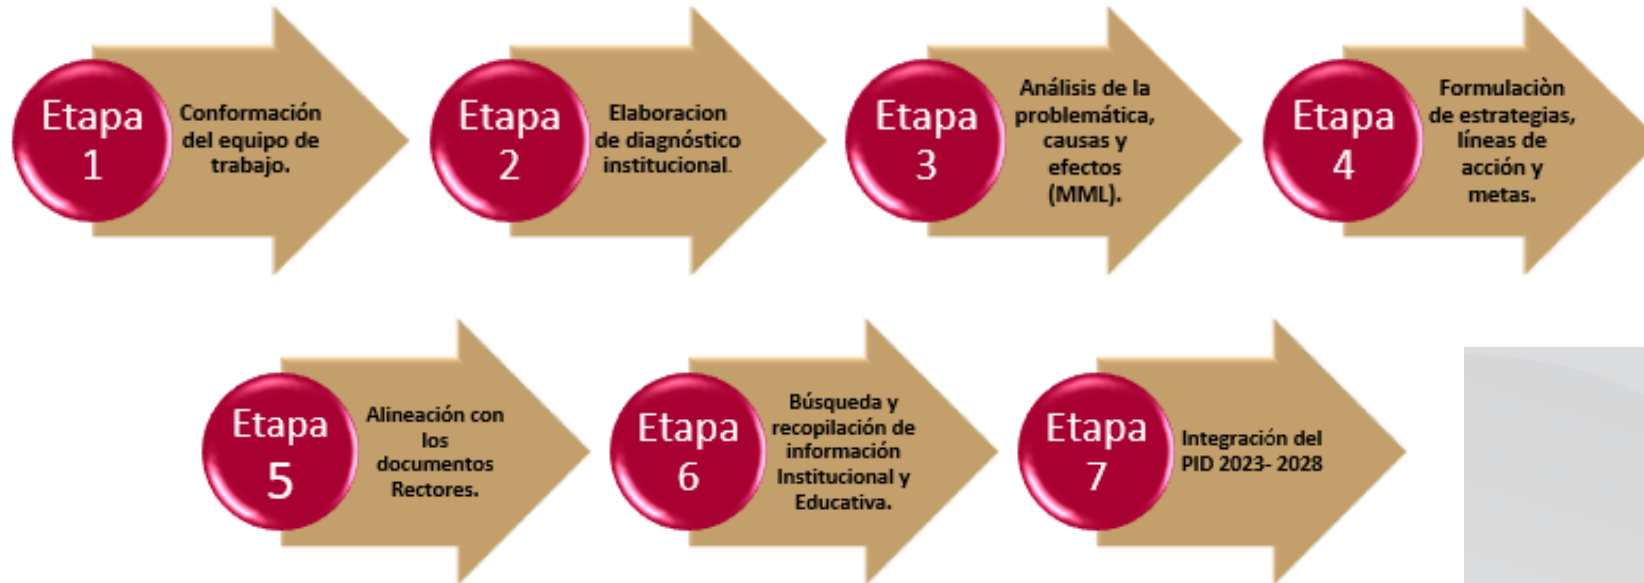 Etapa
1
Conformación
del equipo de
trabajo.
Etapa
2
Elaboracion
de diagnóstico
institucional.
Etapa
3
Análisis de la
problemática,
causas y
efectos
(MML).
Etapa
4
Formulaciòn
de estrategias,
líneas de
acción y
metas.
Etapa
5
Alineación con
los
documentos
Rectores.
Etapa
6
Búsqueda y
recopilación de
información
Institucional y
Educativa.
Etapa
7
Integración del
PID 2023- 2028